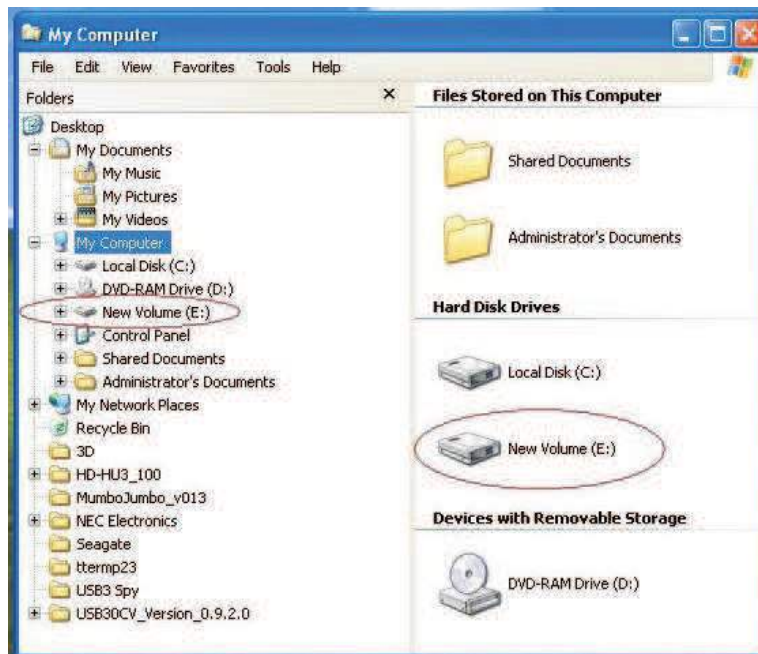 My Computer
File Edit View Favorites Tools Help
Folders
Desktop
My Documents
My Music
My Pictures
My Videos
My Computer
Local Disk (C:)
DVD-RAM Drive (D:)
New Volume (E:)
Control Panel
Shared Documents
Administrator's Documents
My Network Places
Recycle Bin
3D
HD-HU3_100
MumboJumbo_v013
NEC Electronics
Seagate
ttermp23
USB3 Spy
USB30CV_Version_0.9.2.0
Files Stored on This Computer
Shared Documents
Administrator's Documents
Hard Disk Drives
Local Disk (C:)
New Volume (E:)
Devices with Removable Storage
DVD-RAM Drive (D:)